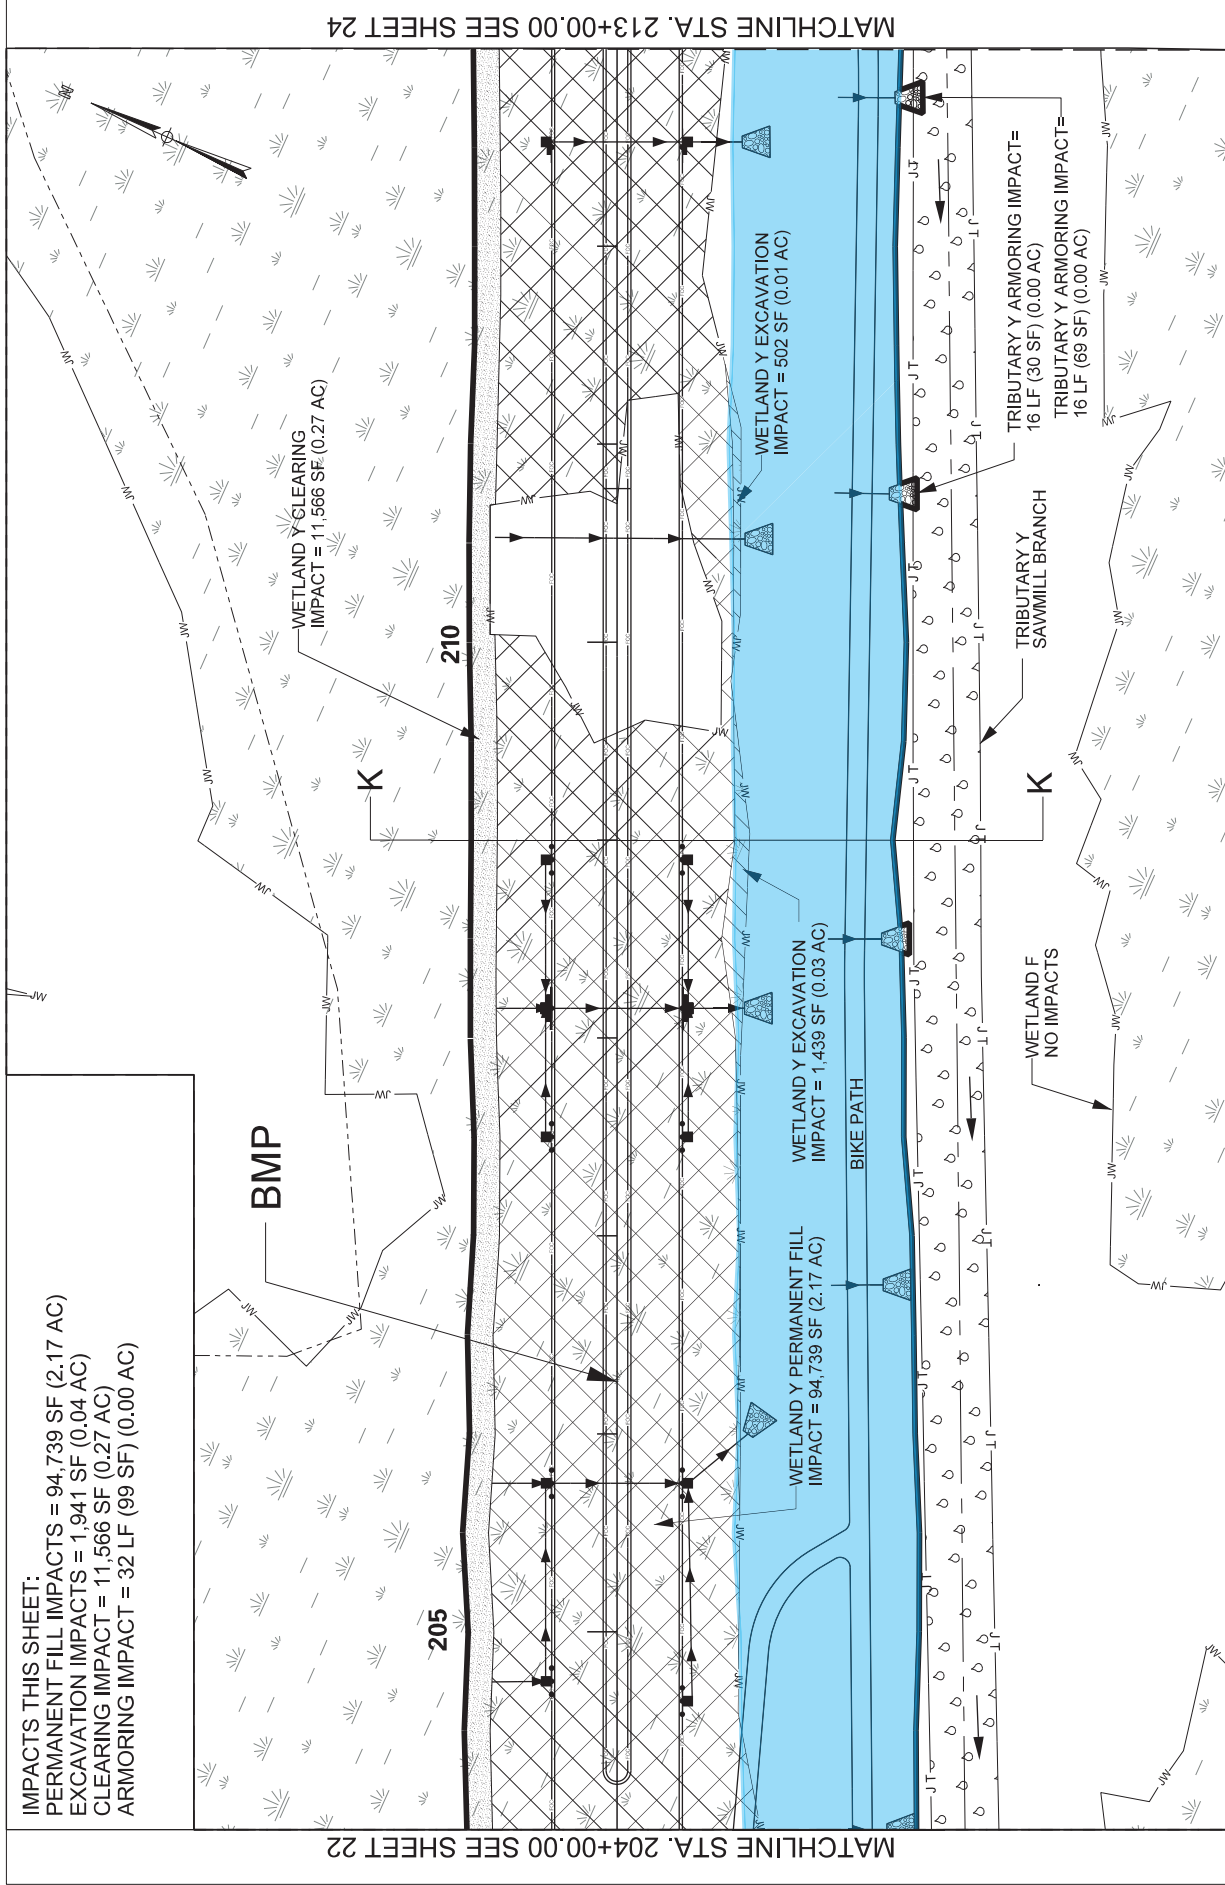 IMPACTS THIS SHEET:
PERMANENT FILL IMPACTS = 94,739 SF (2.17 AC)
EXCAVATION IMPACTS = 1,941 SF (0.04 AC)
CLEARING IMPACT = 11,566 SF (0.27 AC)
ARMORING IMPACT = 32 LF (99 SF) (0.00 AC)
MATCHLINE STA. 204+00.00 SEE SHEET 22
MATCHLINE STA. 213+00.00 SEE SHEET 24
BMP
205
210
K
K
WETLAND Y CLEARING
IMPACT = 11,566 SF (0.27 AC)
WETLAND Y PERMANENT FILL
IMPACT = 94,739 SF (2.17 AC)
WETLAND Y EXCAVATION
IMPACT = 1,439 SF (0.03 AC)
WETLAND Y EXCAVATION
IMPACT = 502 SF (0.01 AC)
BIKE PATH
WETLAND F
NO IMPACTS
TRIBUTARY Y
SAWMILL BRANCH
TRIBUTARY Y ARMORING IMPACT=
16 LF (30 SF) (0.00 AC)
TRIBUTARY Y ARMORING IMPACT=
16 LF (69 SF) (0.00 AC)
JW
JT